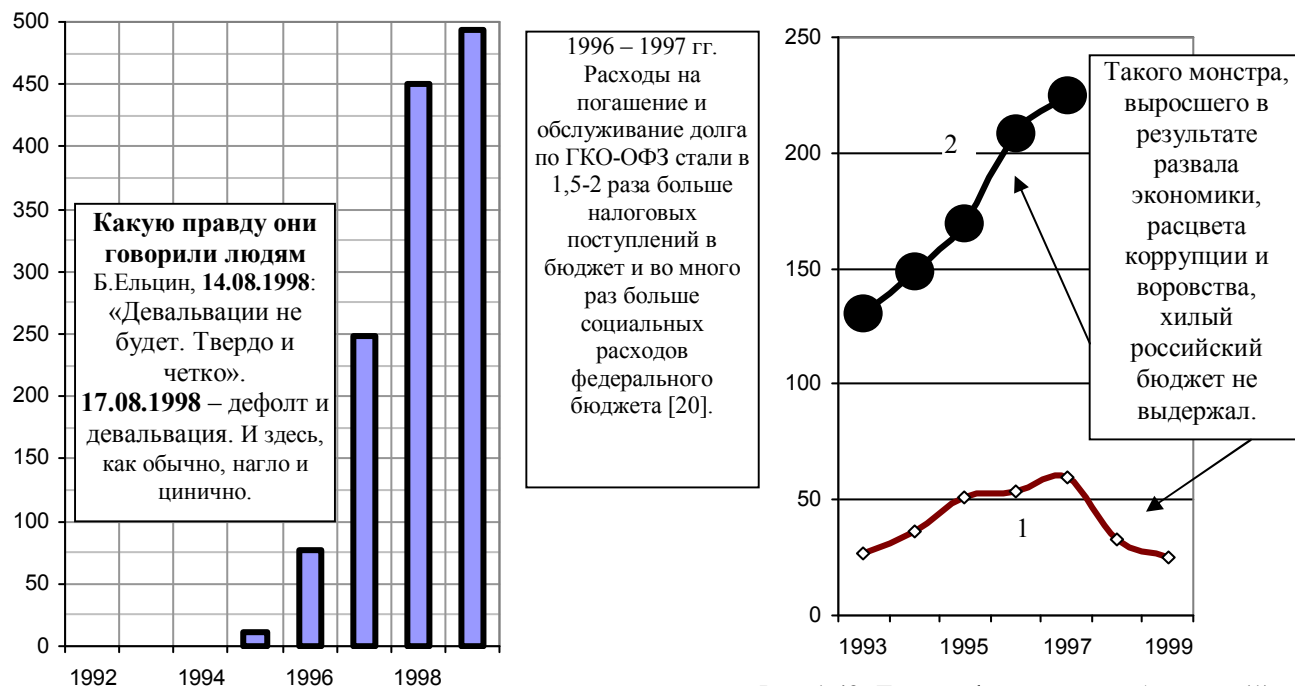 500
450
400
350
300
250
200
150
100
50
0
1992
1994
1996
1998
Какую правду они
говорили людям
Б.Ельцин, 14.08.1998:
«Девальвации не
будет. Твердо и
четко».
17.08.1998 – дефолт и
девальвация. И здесь,
как обычно, нагло и
цинично.
1996 – 1997 гг.
Расходы на
погашение и
обслуживание долга
по ГКО-ОФЗ стали в
1,5-2 раза больше
налоговых
поступлений в
бюджет и во много
раз больше
социальных
расходов
федерального
бюджета [20].
250
200
150
100
50
0
1993
1995
1997
1999
2
1
Такого монстра,
выросшего в
результате
развала
экономики,
расцвета
коррупции и
воровства,
хилый
российский
бюджет не
выдержал.